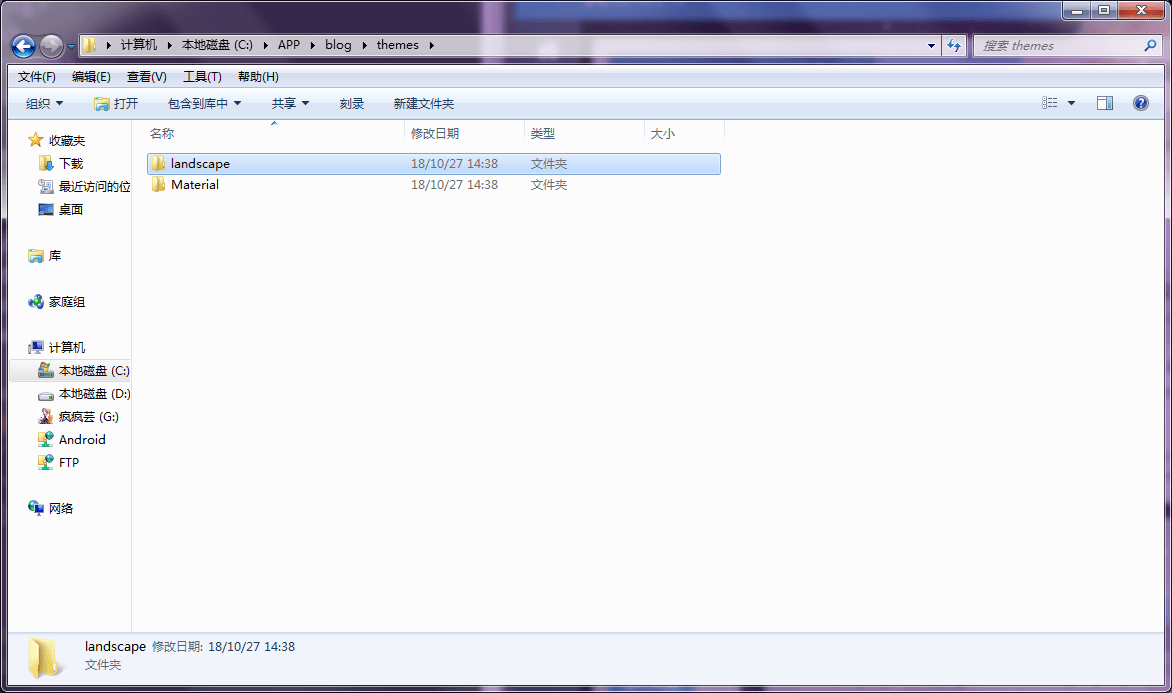 计算机 本地磁盘 (C:) APP blog themes 搜索 themes
文件(F) 编辑(E) 查看(V) 工具(T) 帮助(H)
组织 打开 包含到库中 共享 刻录 新建文件夹
名称 修改日期 类型 大小
landscape 18/10/27 14:38 文件夹
Material 18/10/27 14:38 文件夹
收藏夹
下载
最近访问的位
桌面
库
家庭组
计算机
本地磁盘 (C:)
本地磁盘 (D:)
疯疯芸 (G:)
Android
FTP
网络
landscape 修改日期: 18/10/27 14:38
文件夹